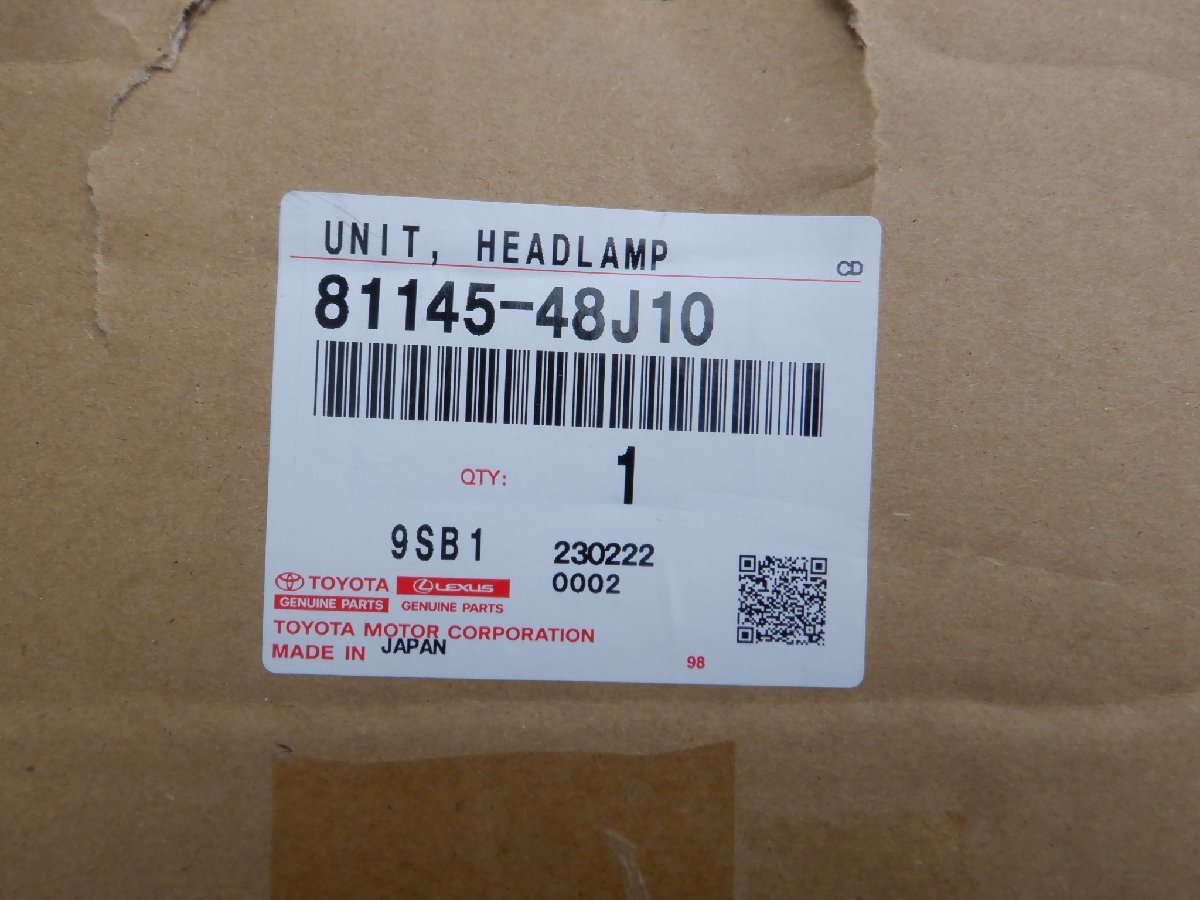 UNIT, HEADLAMP
CD
81145-48J10
QTY: 1
9SB1 230222
0002
TOYOTA LEXUS
GENUINE PARTS GENUINE PARTS
TOYOTA MOTOR CORPORATION
MADE IN JAPAN
98